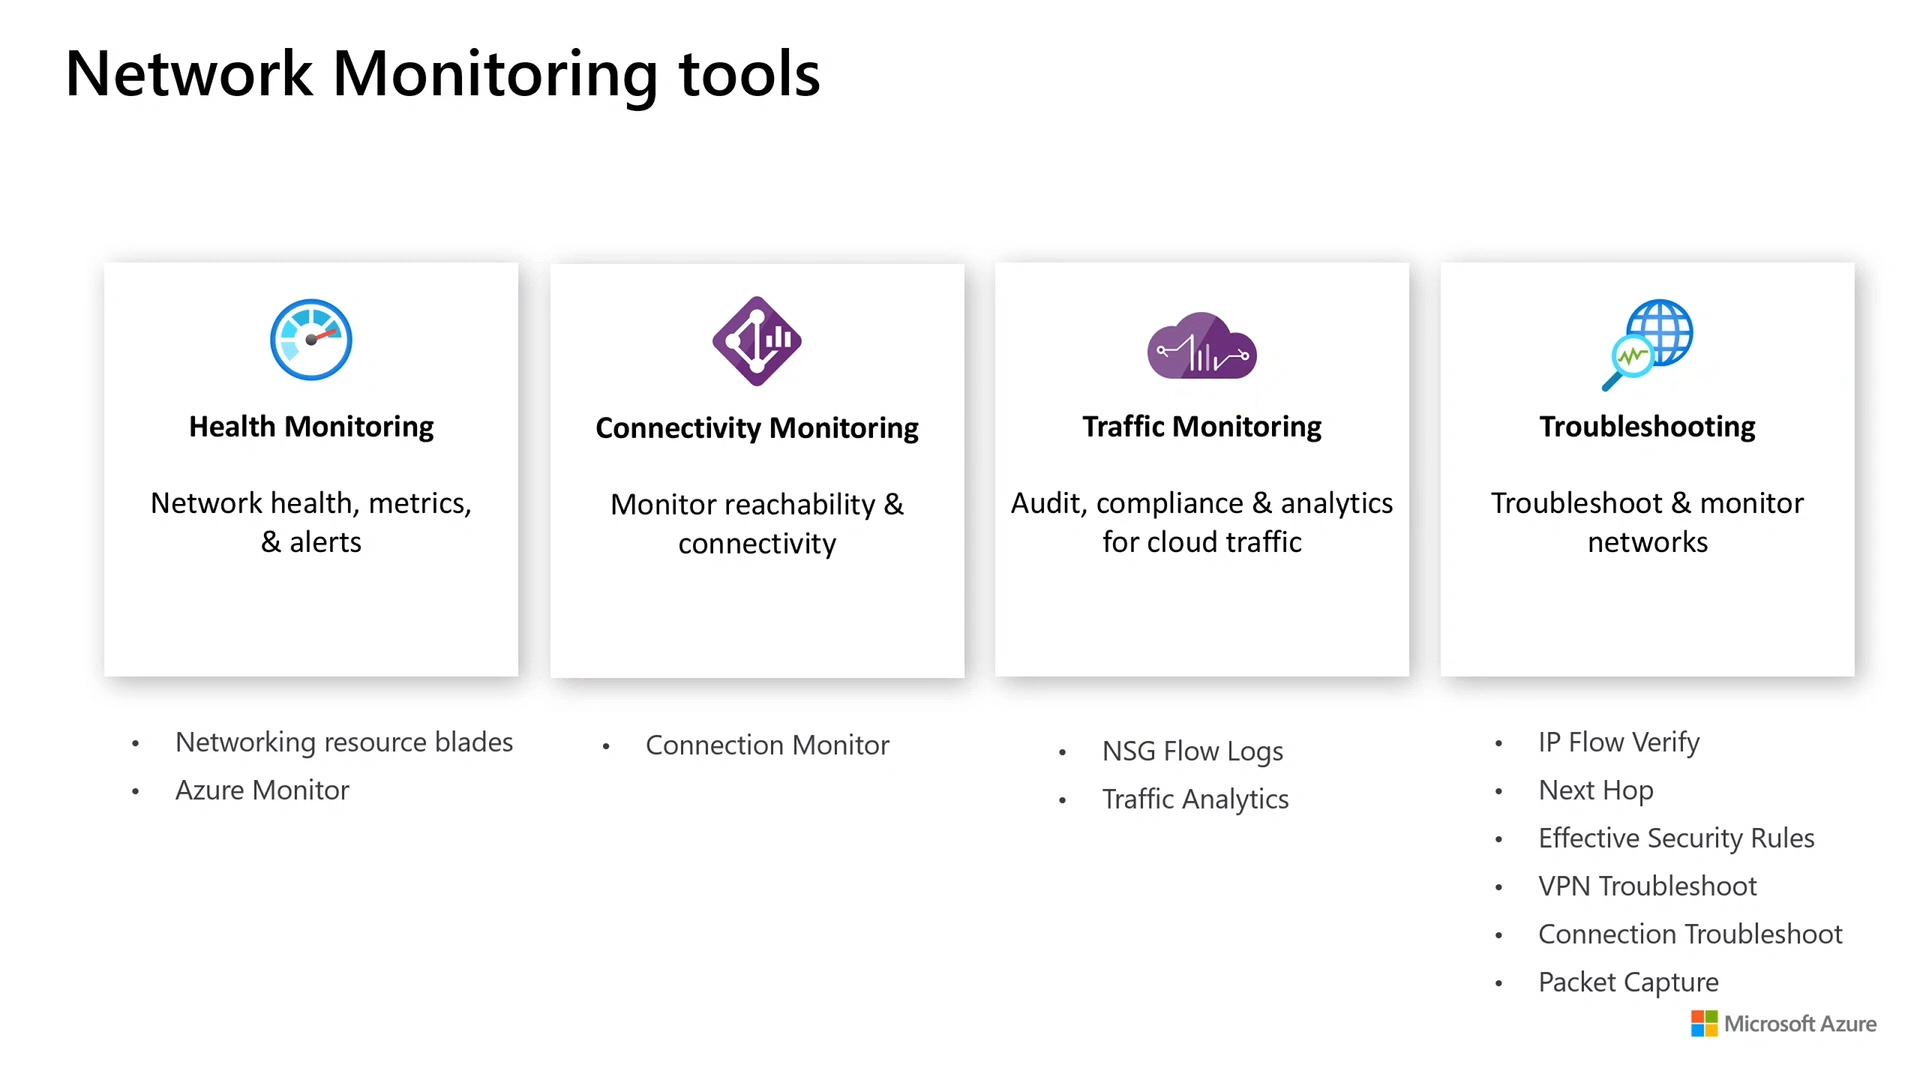 Network Monitoring tools
Health Monitoring
Network health, metrics,
& alerts
Connectivity Monitoring
Monitor reachability &
connectivity
Traffic Monitoring
Audit, compliance & analytics
for cloud traffic
Troubleshooting
Troubleshoot & monitor
networks
• Networking resource blades
• Azure Monitor
• Connection Monitor
• NSG Flow Logs
• Traffic Analytics
• IP Flow Verify
• Next Hop
• Effective Security Rules
• VPN Troubleshoot
• Connection Troubleshoot
• Packet Capture
Microsoft Azure